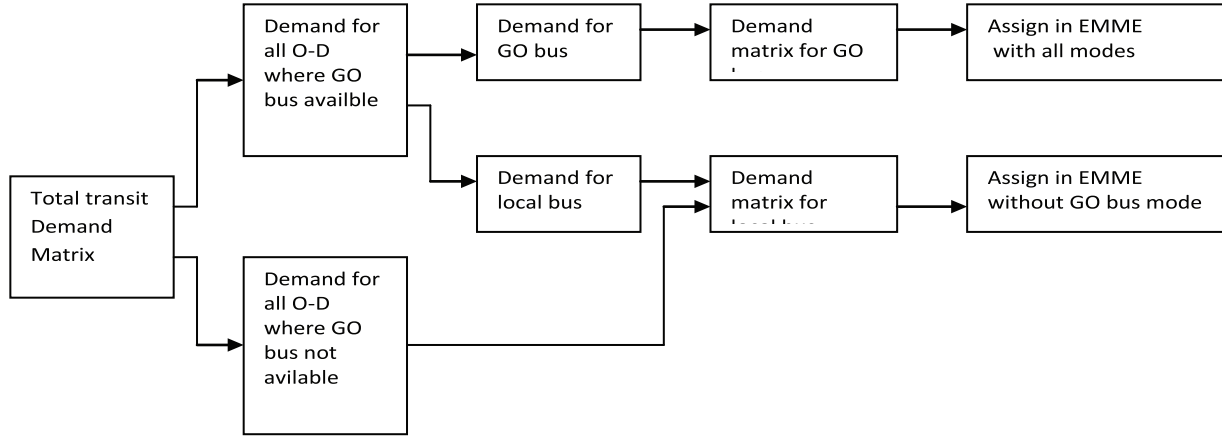 Demand for
all O-D
where GO
bus availble
Demand for
GO bus
Demand
matrix for GO
Assign in EMME
with all modes
Total transit
Demand
Matrix
Demand for
local bus
Demand
matrix for
local bus
Assign in EMME
without GO bus mode
Demand for
all O-D
where GO
bus not
avilable